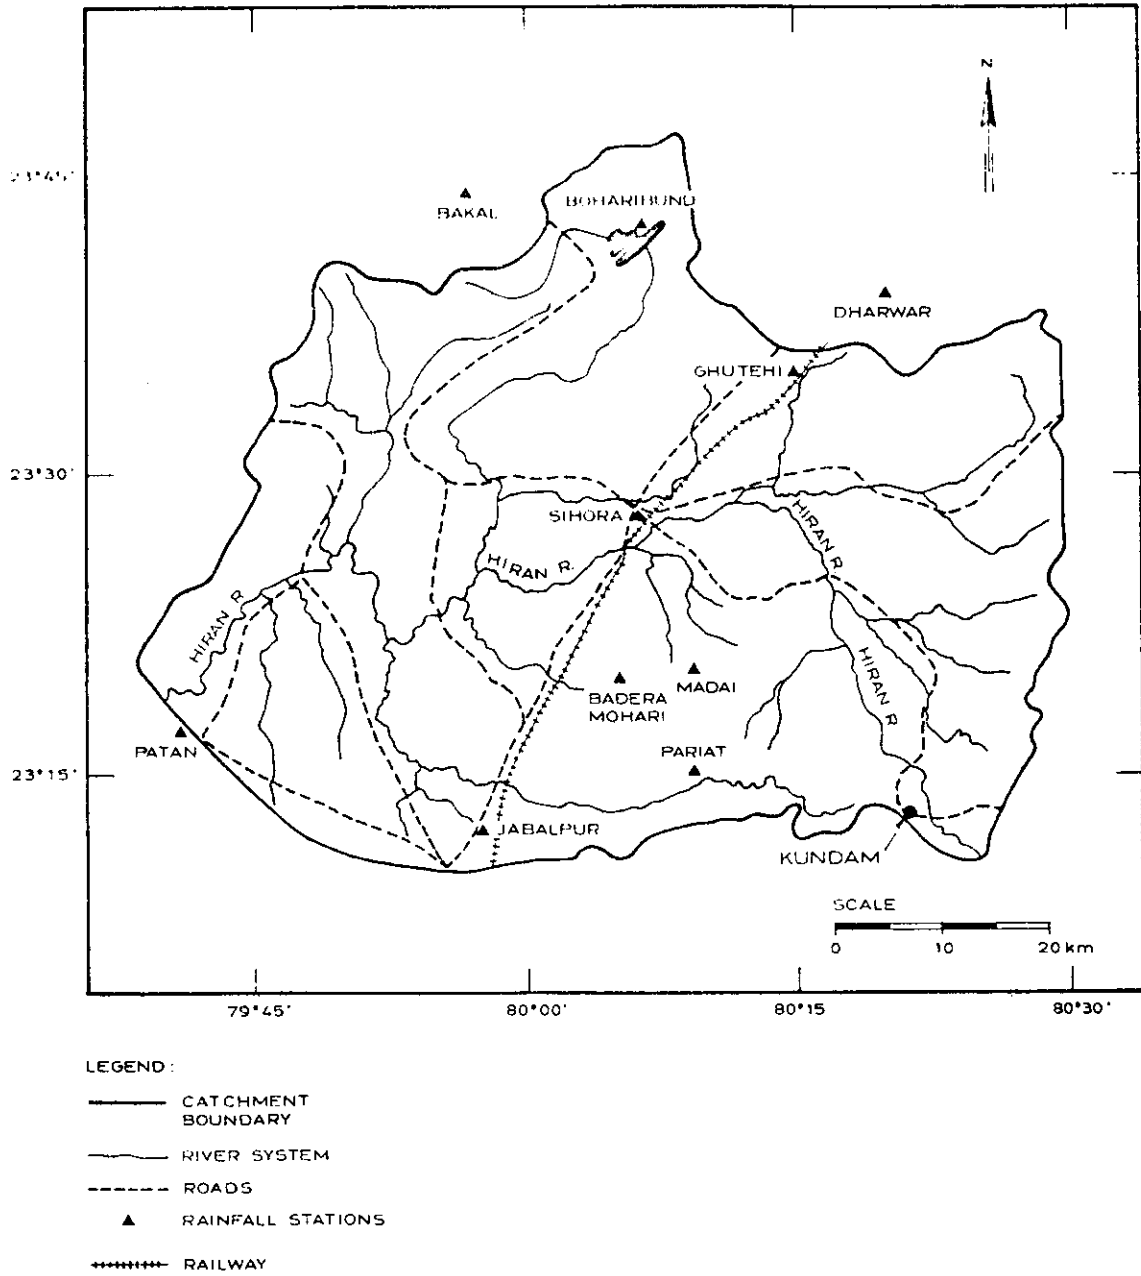 N
23°45'
BAKAL
BOHARIBUND
DHARWAR
GHUTEHI
23°30'
SIHORA
HIRAN R.
HIRAN R.
HIRAN R.
HIRAN R
BADERA
MOHARI
MADAI
PATAN
PARIAT
23°15'
JABALPUR
KUNDAM
SCALE
0 10 20 km
79°45' 80°00' 80°15' 80°30'
LEGEND :
CATCHMENT
BOUNDARY
RIVER SYSTEM
ROADS
RAINFALL STATIONS
RAILWAY